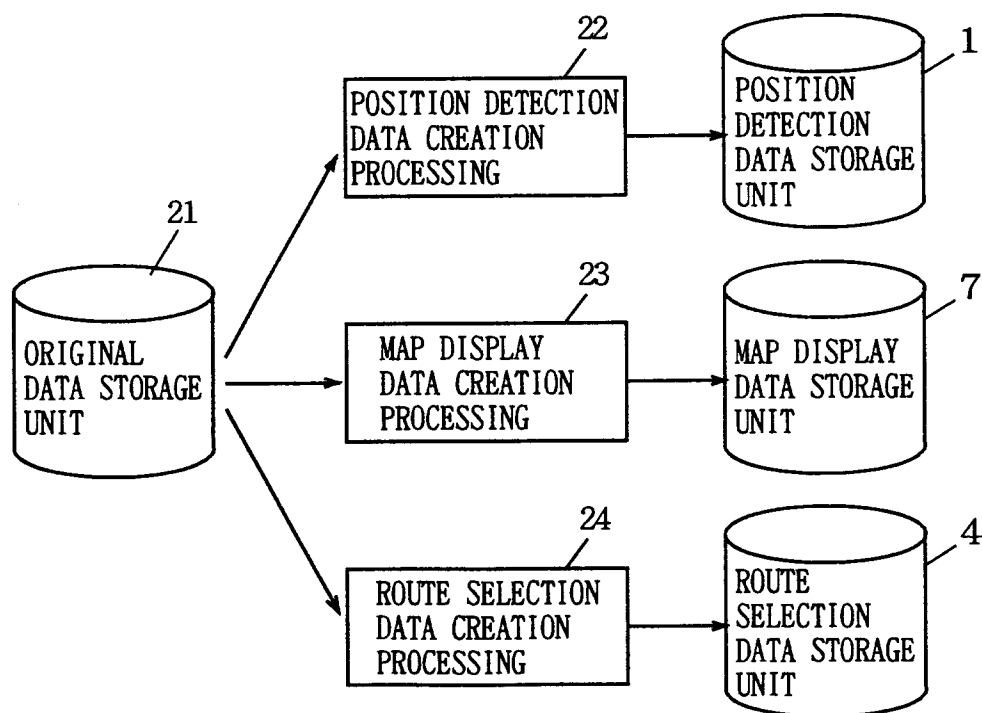 22
POSITION DETECTION
DATA CREATION
PROCESSING
1
POSITION
DETECTION
DATA STORAGE
UNIT
21
ORIGINAL
DATA STORAGE
UNIT
23
MAP DISPLAY
DATA CREATION
PROCESSING
7
MAP DISPLAY
DATA STORAGE
UNIT
24
ROUTE SELECTION
DATA CREATION
PROCESSING
4
ROUTE
SELECTION
DATA STORAGE
UNIT